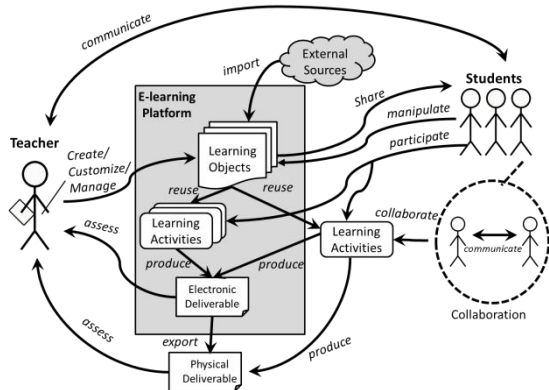 communicate
External
Sources
import
E-learning
Platform
Students
Share
manipulate
participate
Teacher
Create/
Customize/
Manage
Learning
Objects
reuse
reuse
collaborate
Learning
Activities
Learning
Activities
communicate
assess
produce
produce
Electronic
Deliverable
Collaboration
export
assess
Physical
Deliverable
produce